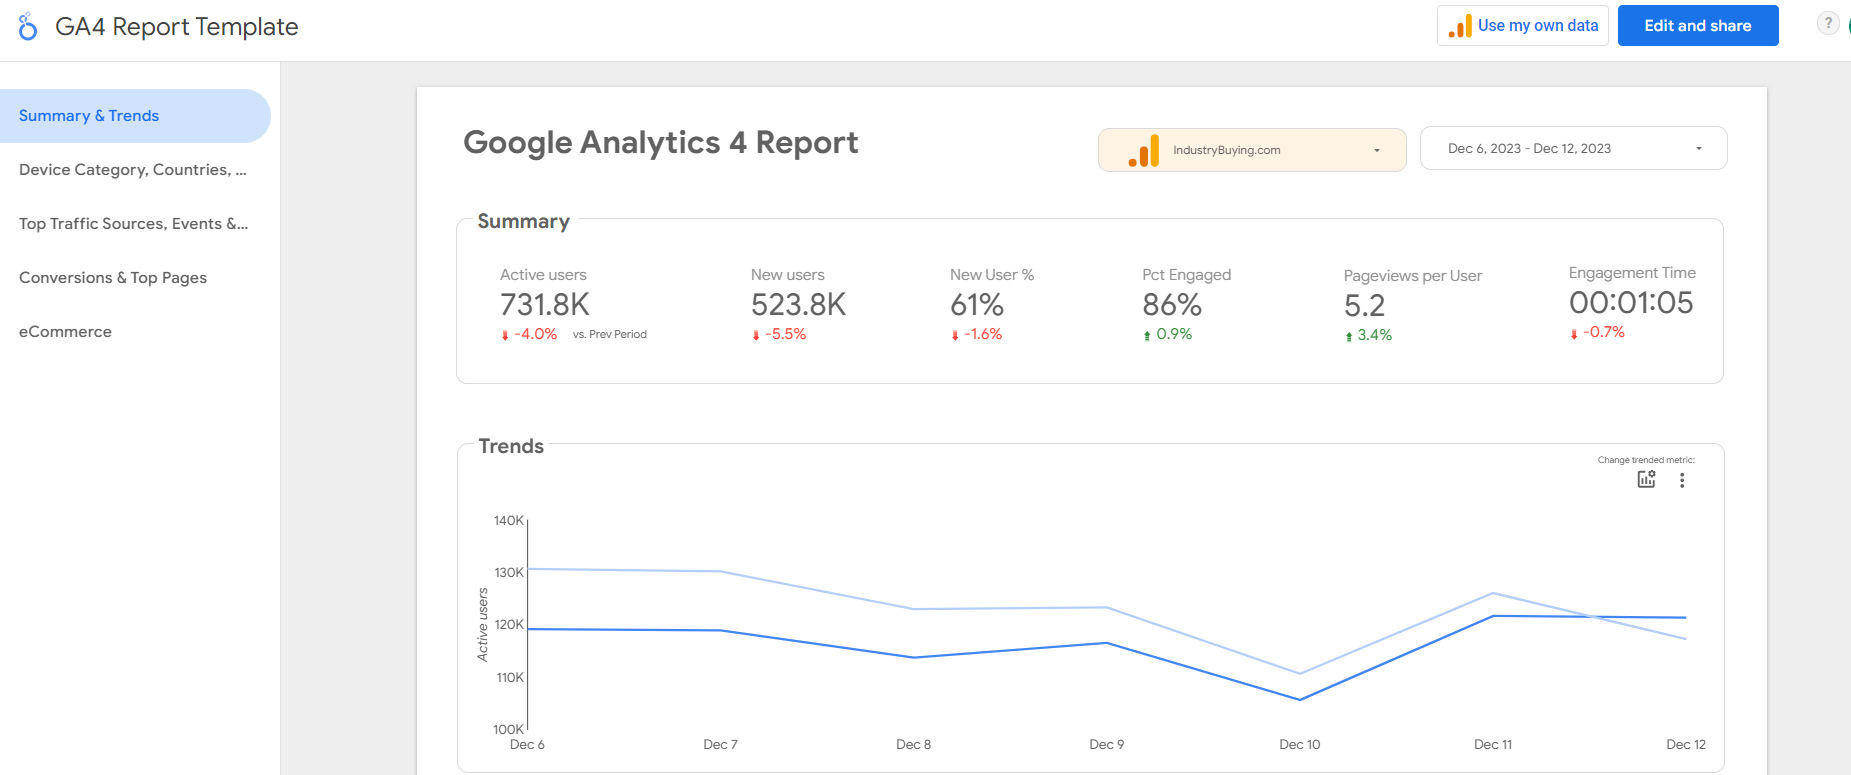 GA4 Report Template
Use my own data
Edit and share
?
Summary & Trends
Device Category, Countries, ...
Top Traffic Sources, Events &...
Conversions & Top Pages
eCommerce
Google Analytics 4 Report
IndustryBuying.com
Dec 6, 2023 - Dec 12, 2023
Summary
Active users
731.8K
-4.0% vs. Prev Period
New users
523.8K
-5.5%
New User %
61%
-1.6%
Pct Engaged
86%
0.9%
Pageviews per User
5.2
3.4%
Engagement Time
00:01:05
-0.7%
Trends
Change trended metric:
Active users
140K
130K
120K
110K
100K
Dec 6
Dec 7
Dec 8
Dec 9
Dec 10
Dec 11
Dec 12